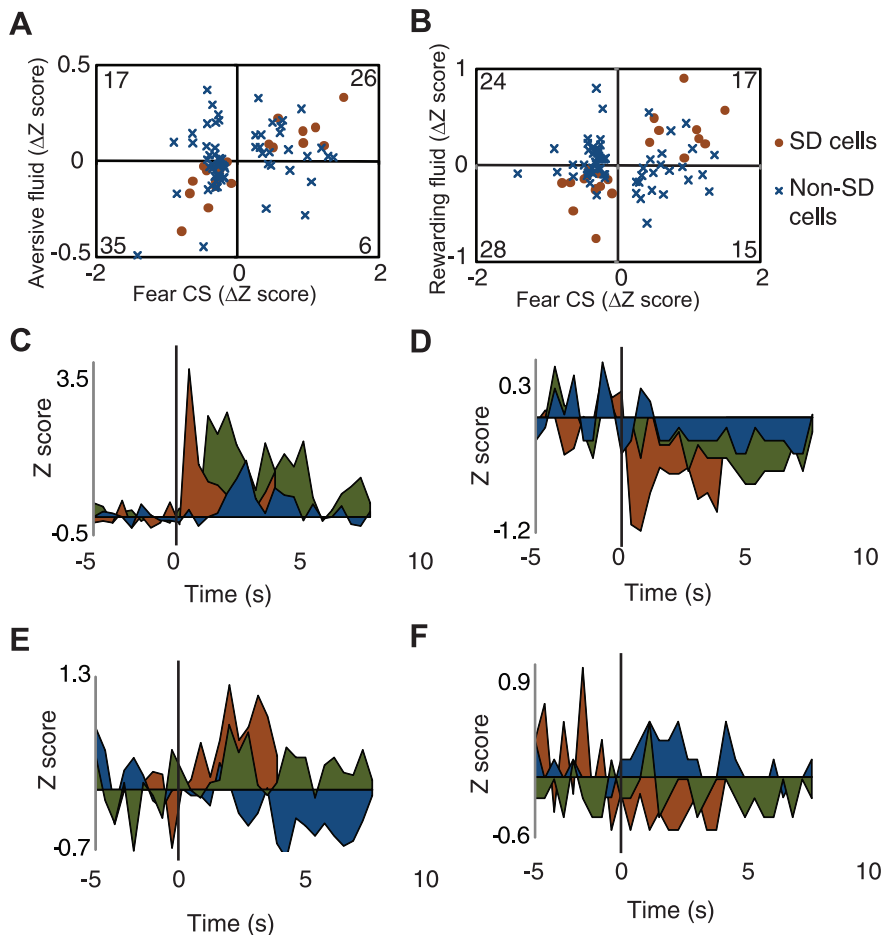 A
Aversive fluid (ΔZ score)
0.5
0
-0.5
17
26
35
6
-2
0
2
Fear CS (ΔZ score)
B
Rewarding fluid (ΔZ score)
1
0
-1
24
17
28
15
-2
0
2
Fear CS (ΔZ score)
SD cells
Non-SD
cells
C
Z score
3.5
-0.5
-5
0
5
10
Time (s)
D
Z score
0.3
-1.2
-5
0
5
10
Time (s)
E
Z score
1.3
-0.7
-5
0
5
10
Time (s)
F
Z score
0.9
-0.6
-5
0
5
10
Time (s)